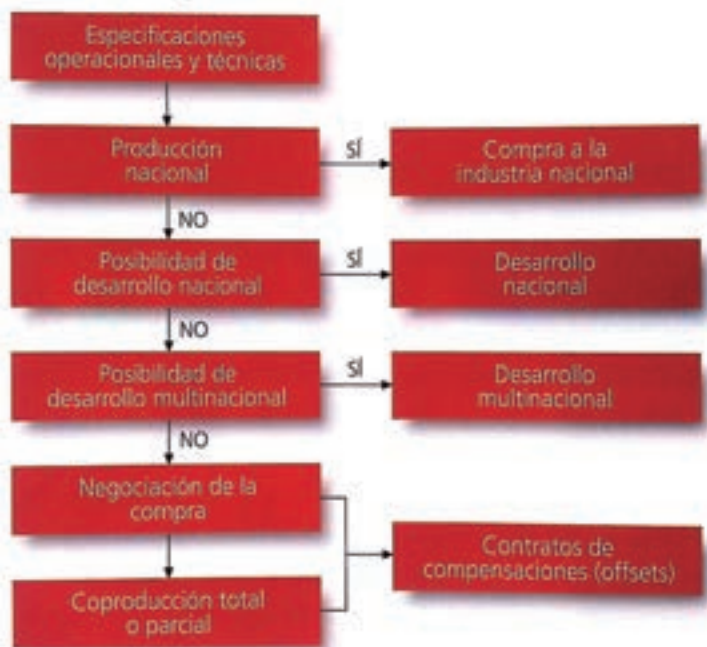 Especificaciones
operacionales y técnicas
Producción
nacional
SÍ
Compra a la
industria nacional
NO
Posibilidad de
desarrollo nacional
SÍ
Desarrollo
nacional
NO
Posibilidad de
desarrollo multinacional
SÍ
Desarrollo
multinacional
NO
Negociación de la
compra
Contratos de
compensaciones (offsets)
Coproducción total
o parcial